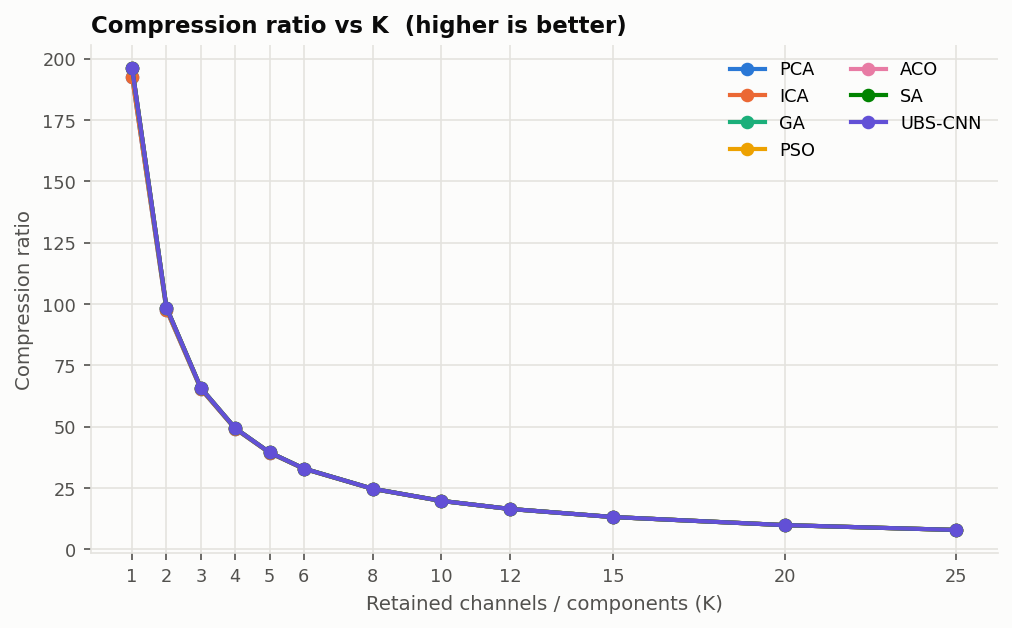 Compression ratio vs K  (higher is better)
PCA
ICA
GA
PSO
ACO
SA
UBS-CNN
Compression ratio
200
175
150
125
100
75
50
25
0
1 2 3 4 5 6 8 10 12 15 20 25
Retained channels / components (K)